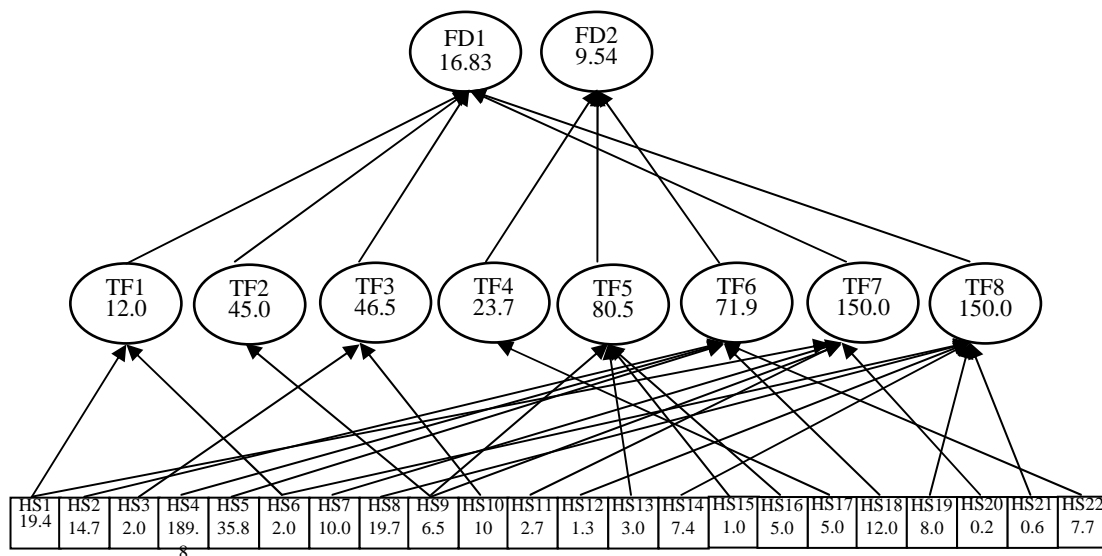 FD1
16.83
FD2
9.54
TF1
12.0
TF2
45.0
TF3
46.5
TF4
23.7
TF5
80.5
TF6
71.9
TF7
150.0
TF8
150.0
HS1
19.4
HS2
14.7
HS3
2.0
HS4
189.
8
HS5
35.8
HS6
2.0
HS7
10.0
HS8
19.7
HS9
6.5
HS10
10
HS11
2.7
HS12
1.3
HS13
3.0
HS14
7.4
HS15
1.0
HS16
5.0
HS17
5.0
HS18
12.0
HS19
8.0
HS20
0.2
HS21
0.6
HS22
7.7